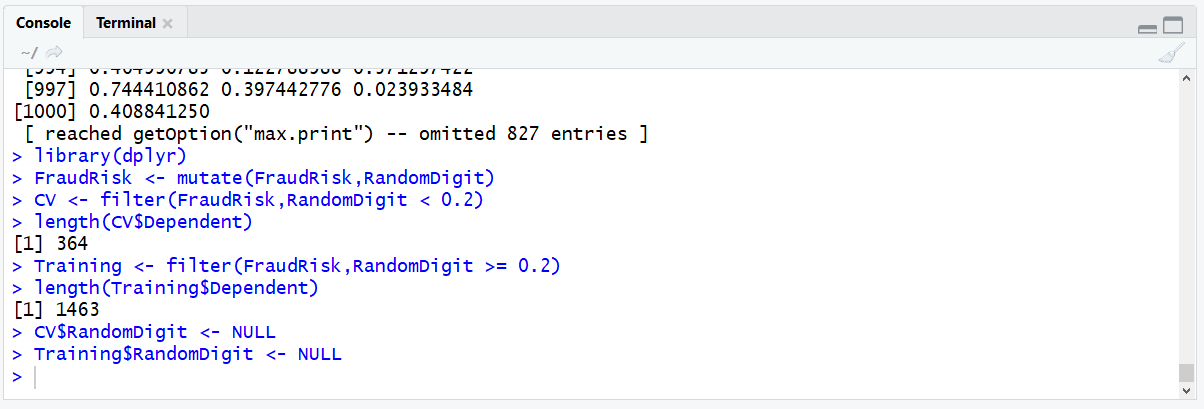 Console Terminal
~/
[997] 0.744410862 0.397442776 0.023933484
[1000] 0.408841250
[ reached getOption("max.print") -- omitted 827 entries ]
> library(dplyr)
> FraudRisk <- mutate(FraudRisk,RandomDigit)
> CV <- filter(FraudRisk,RandomDigit < 0.2)
> length(CV$Dependent)
[1] 364
> Training <- filter(FraudRisk,RandomDigit >= 0.2)
> length(Training$Dependent)
[1] 1463
> CV$RandomDigit <- NULL
> Training$RandomDigit <- NULL
>